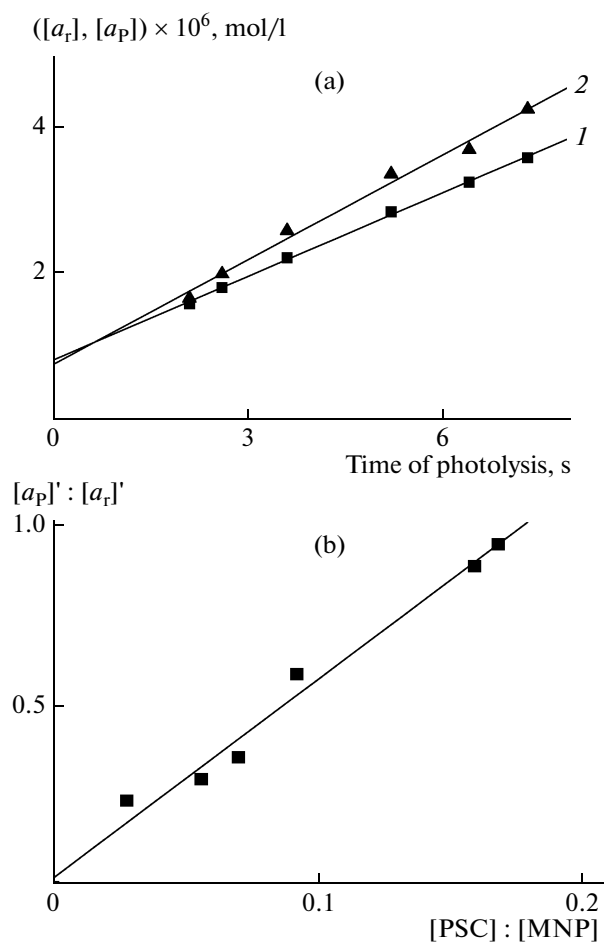 ([a_r], [a_P]) × 10^6, mol/l
(a)
2
1
4
2
0
3
6
Time of photolysis, s
[a_P]' : [a_r]'
1.0
(b)
0.5
0
0.1
0.2
[PSC] : [MNP]